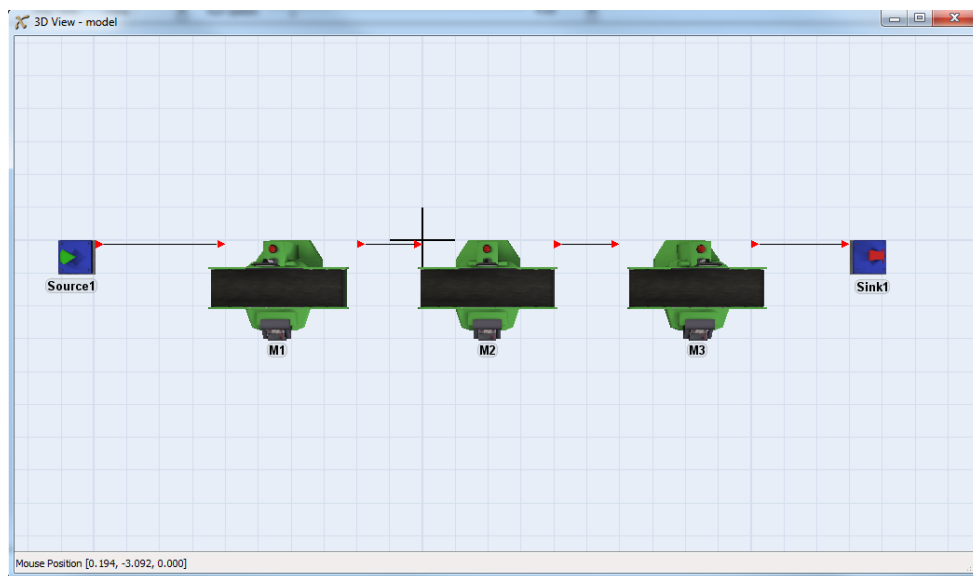 3D View - model
Source1
M1
M2
M3
Sink1
Mouse Position [0.194, -3.092, 0.000]